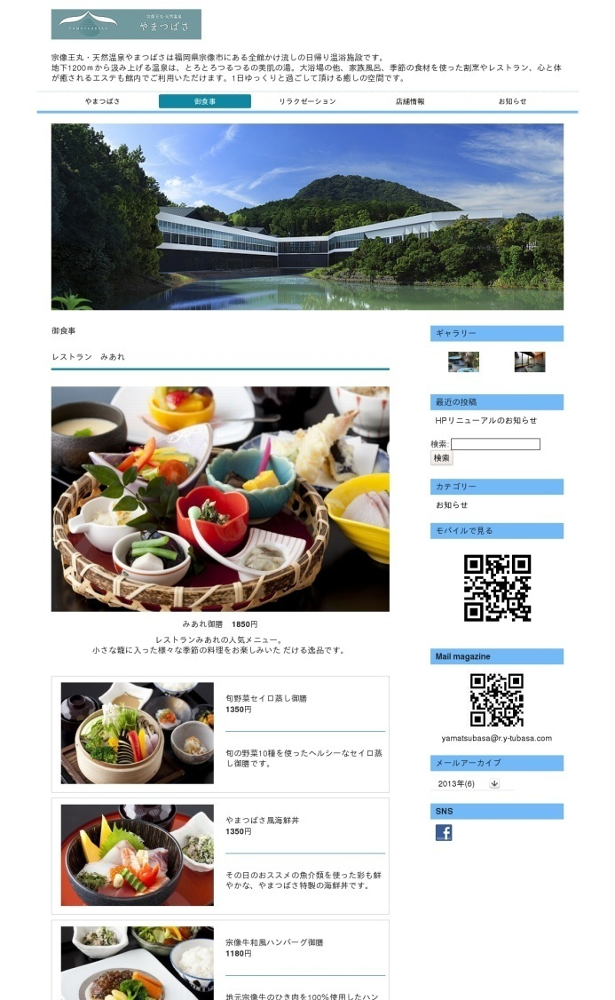 宗像王丸・天然温泉
やまつばさ
YAMATSUBASA
宗像王丸・天然温泉やまつばさは福岡県宗像市にある全館かけ流しの日帰り温浴施設です。
地下1200ｍから汲み上げる温泉は、とろとろつるつるの美肌の湯。大浴場の他、家族風呂、季節の食材を使った割烹やレストラン、心と体
が癒されるエステも館内でご利用いただけます。1日ゆっくりと過ごして頂ける癒しの空間です。
やまつばさ
御食事
リラクゼーション
店舗情報
お知らせ
御食事
レストラン　みあれ
みあれ御膳　1850円
レストランみあれの人気メニュー。
小さな籠に入った様々な季節の料理をお楽しみいた だける逸品です。
旬野菜セイロ蒸し御膳
1350円
旬の野菜10種を使ったヘルシーなセイロ蒸
し御膳です。
やまつばさ風海鮮丼
1350円
その日のおススメの魚介類を使った彩も鮮
やかな、やまつばさ特製の海鮮丼です。
宗像牛和風ハンバーグ御膳
1180円
地元宗像牛のひき肉を100％使用したハン
ギャラリー
最近の投稿
HPリニューアルのお知らせ
検索:
検索
カテゴリー
お知らせ
モバイルで見る
Mail magazine
yamatsubasa@r.y-tubasa.com
メールアーカイブ
2013年(6)
SNS